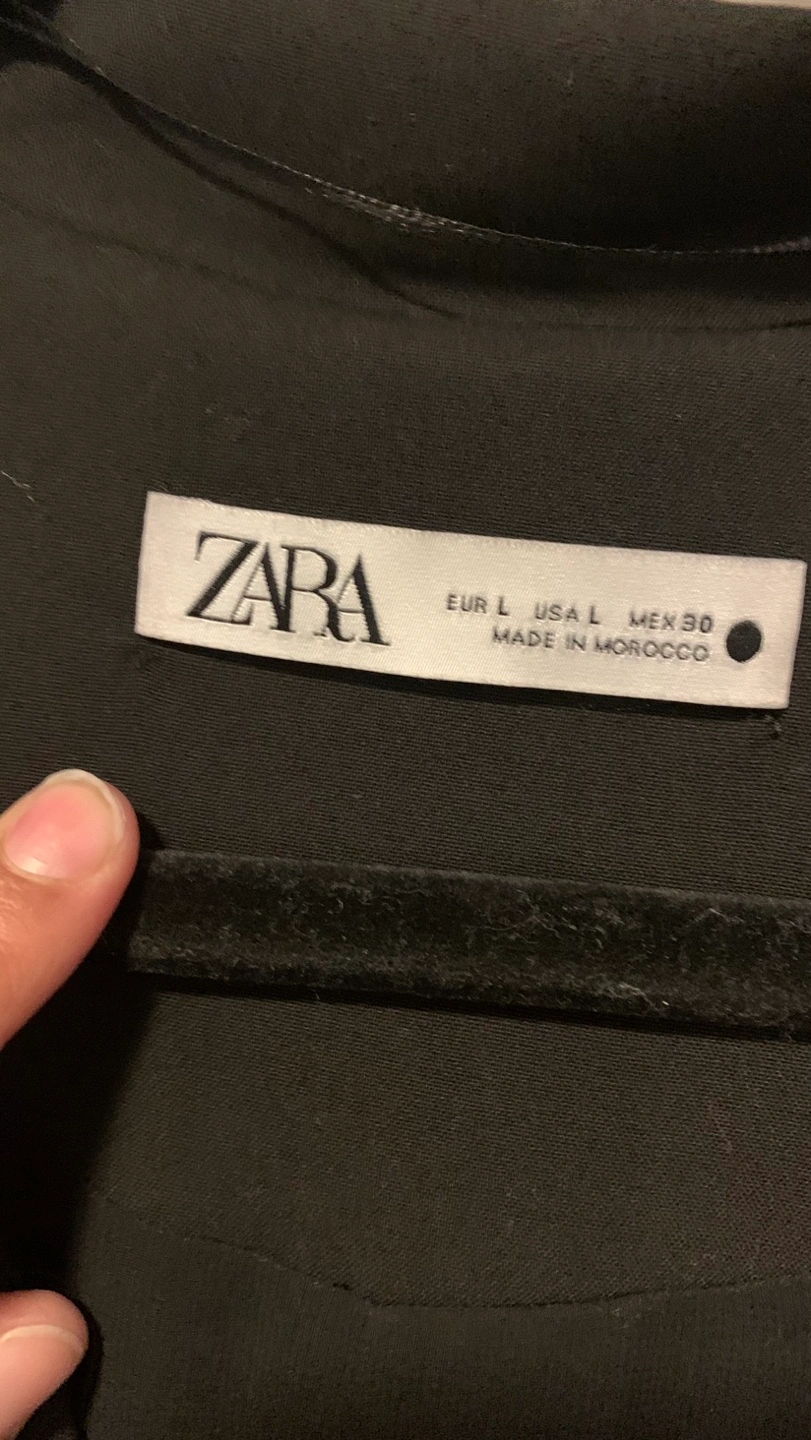 ZARA
EUR L USA L MEX 30
MADE IN MOROCCO